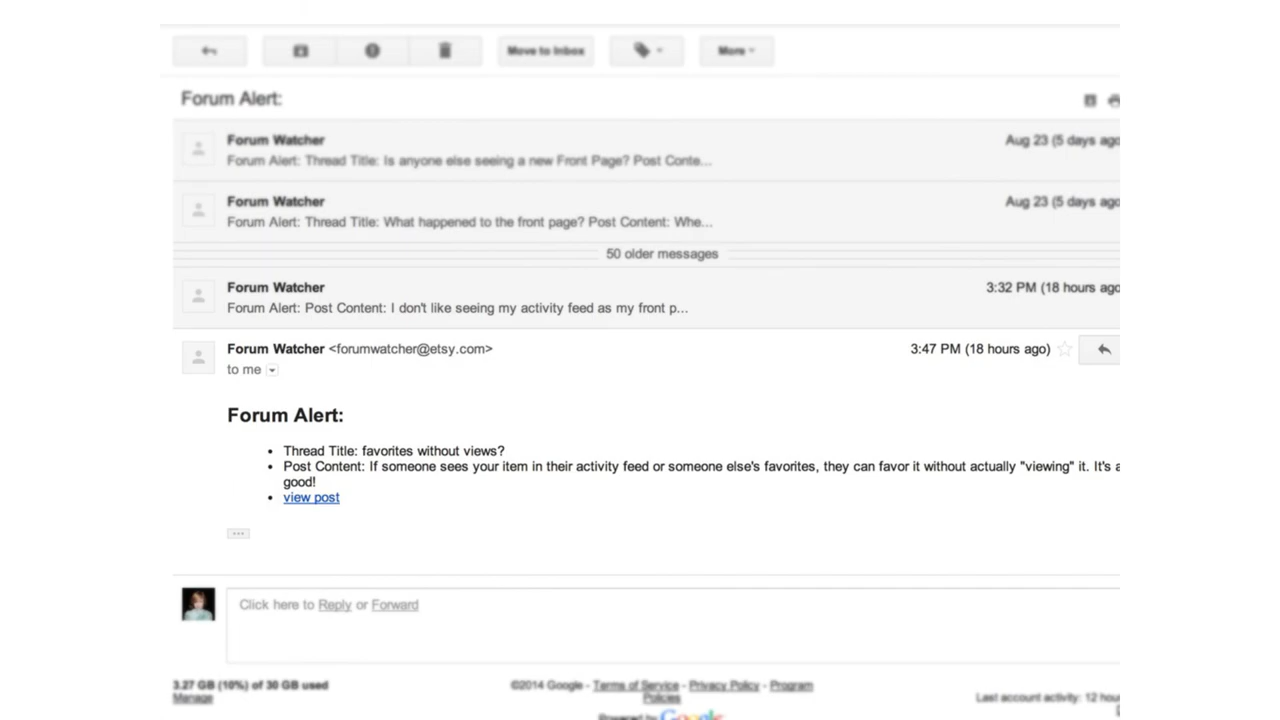 Move to Inbox
More
Forum Alert:
Forum Watcher
Aug 23 (5 days ago
Forum Alert: Thread Title: Is anyone else seeing a new Front Page? Post Conte...
Forum Watcher
Aug 23 (5 days ago
Forum Alert: Thread Title: What happened to the front page? Post Content: Whe...
50 older messages
Forum Watcher
3:32 PM (18 hours ago
Forum Alert: Post Content: I don't like seeing my activity feed as my front p...
Forum Watcher <forumwatcher@etsy.com>
3:47 PM (18 hours ago)
to me
Forum Alert:
• Thread Title: favorites without views?
• Post Content: If someone sees your item in their activity feed or someone else's favorites, they can favor it without actually "viewing" it. It's a
good!
• view post
Click here to Reply or Forward
3.27 GB (10%) of 30 GB used
Manage
©2014 Google - Terms of Service - Privacy Policy - Program
Policies
Powered by Google
Last account activity: 12 hou